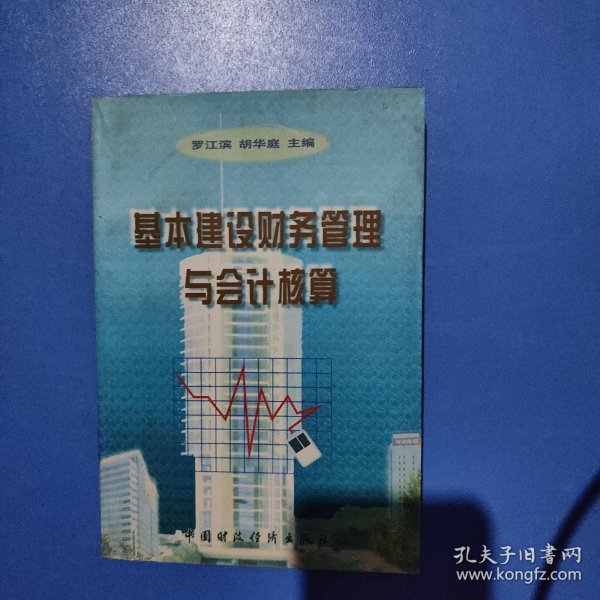 罗江滨 胡华庭 主编
基本建设财务管理
与会计核算
中国财政经济出版社
孔夫子旧书网
www.kongfz.com